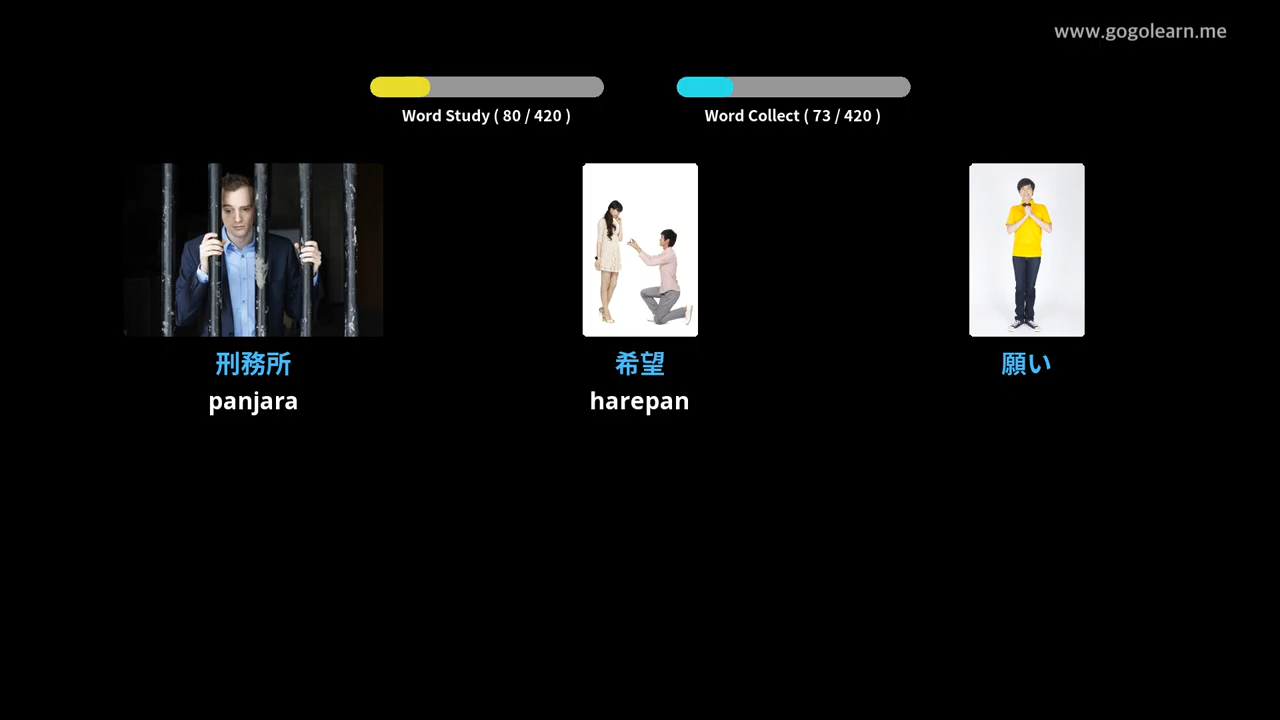 www.gogolearn.me
Word Study ( 80 / 420 )
Word Collect ( 73 / 420 )
刑務所
希望
願い
panjara
harepan